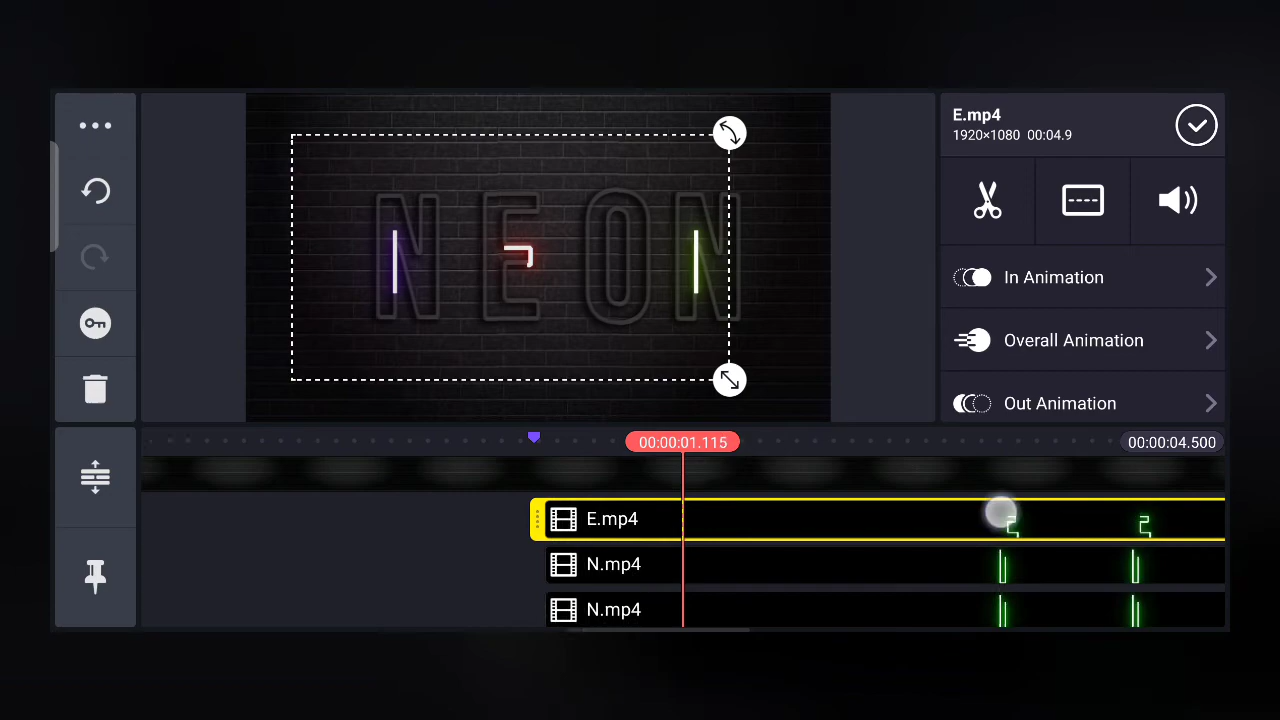 E.mp4
1920×1080 00:04.9
NEON
In Animation
Overall Animation
Out Animation
00:00:01.115
00:00:04.500
E.mp4
N.mp4
N.mp4